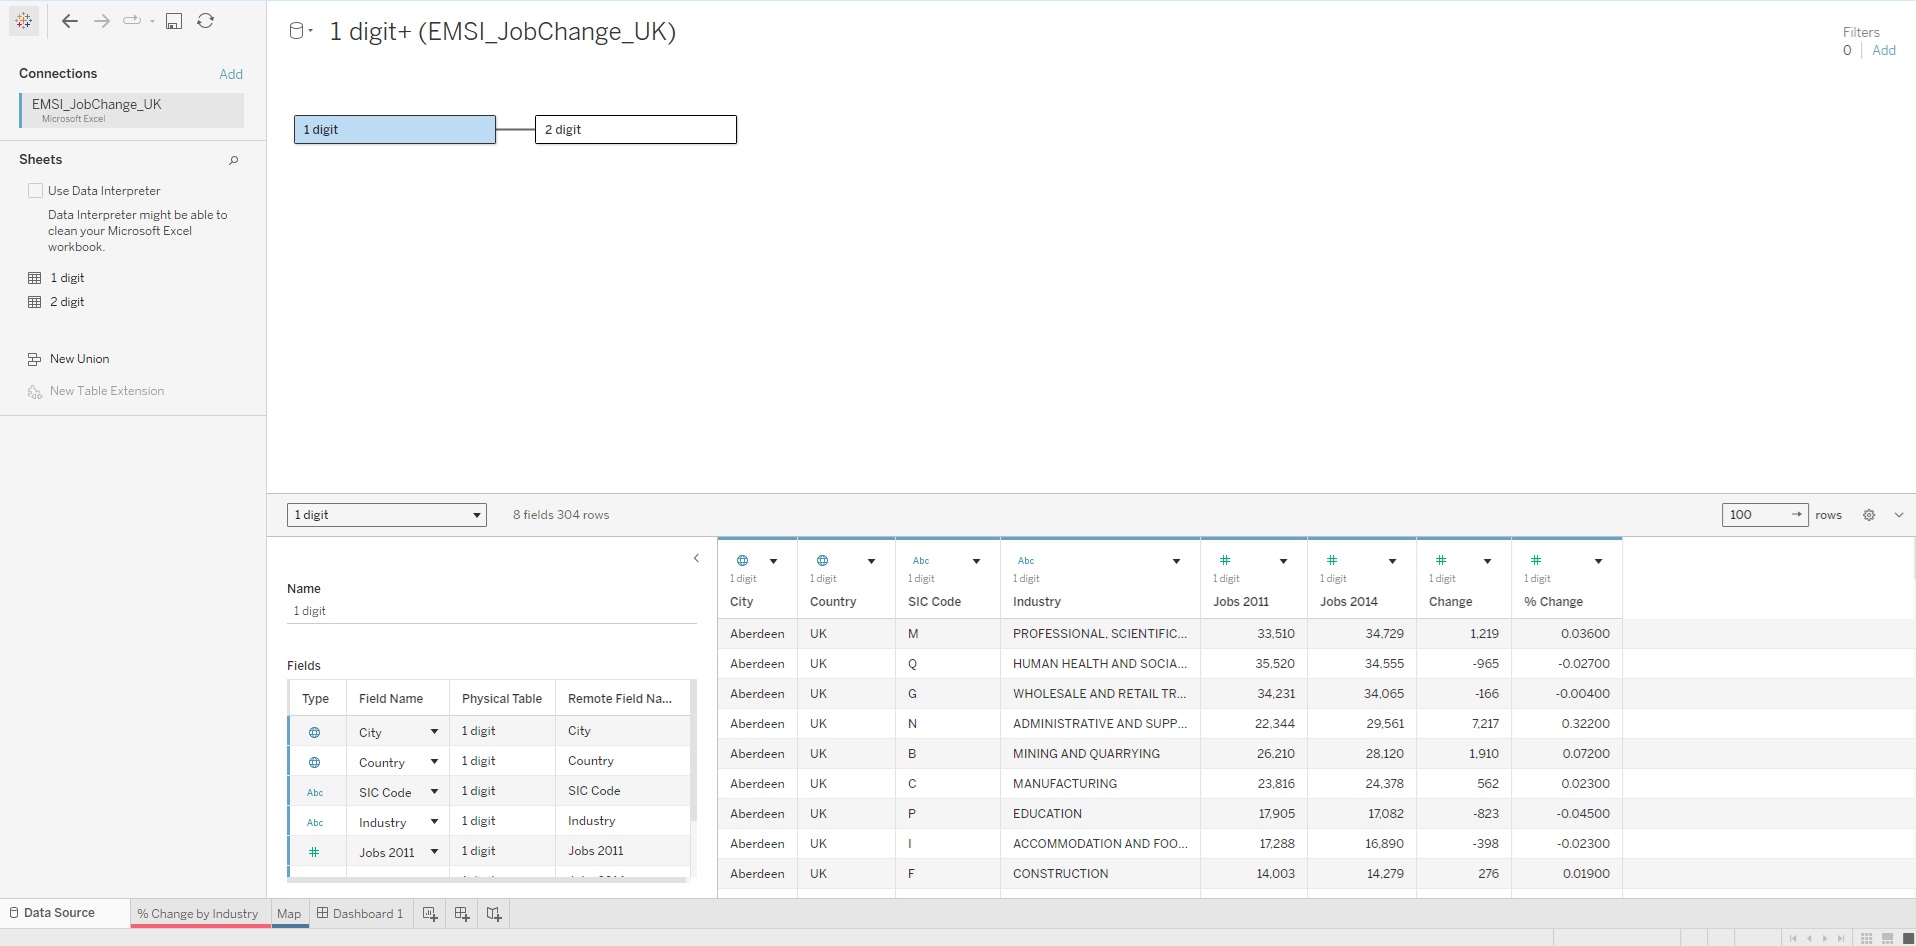 1 digit+ (EMSI_JobChange_UK)
Filters
0 Add
Connections Add
EMSI_JobChange_UK
Microsoft Excel
Sheets
Use Data Interpreter
Data Interpreter might be able to
clean your Microsoft Excel
workbook.
1 digit
2 digit
New Union
New Table Extension
1 digit 2 digit
1 digit 8 fields 304 rows 100 rows
Name
1 digit
Fields
Type Field Name Physical Table Remote Field Na...
City 1 digit City
Country 1 digit Country
Abc SIC Code 1 digit SIC Code
Abc Industry 1 digit Industry
Jobs 2011 1 digit Jobs 2011
Abc Abc
1 digit 1 digit 1 digit 1 digit 1 digit 1 digit 1 digit 1 digit
City Country SIC Code Industry Jobs 2011 Jobs 2014 Change % Change
Aberdeen UK M PROFESSIONAL, SCIENTIFIC... 33,510 34,729 1,219 0.03600
Aberdeen UK Q HUMAN HEALTH AND SOCIA... 35,520 34,555 -965 -0.02700
Aberdeen UK G WHOLESALE AND RETAIL TR... 34,231 34,065 -166 -0.00400
Aberdeen UK N ADMINISTRATIVE AND SUPP... 22,344 29,561 7,217 0.32200
Aberdeen UK B MINING AND QUARRYING 26,210 28,120 1,910 0.07200
Aberdeen UK C MANUFACTURING 23,816 24,378 562 0.02300
Aberdeen UK P EDUCATION 17,905 17,082 -823 -0.04500
Aberdeen UK I ACCOMMODATION AND FOO... 17,288 16,890 -398 -0.02300
Aberdeen UK F CONSTRUCTION 14,003 14,279 276 0.01900
Data Source % Change by Industry Map Dashboard 1